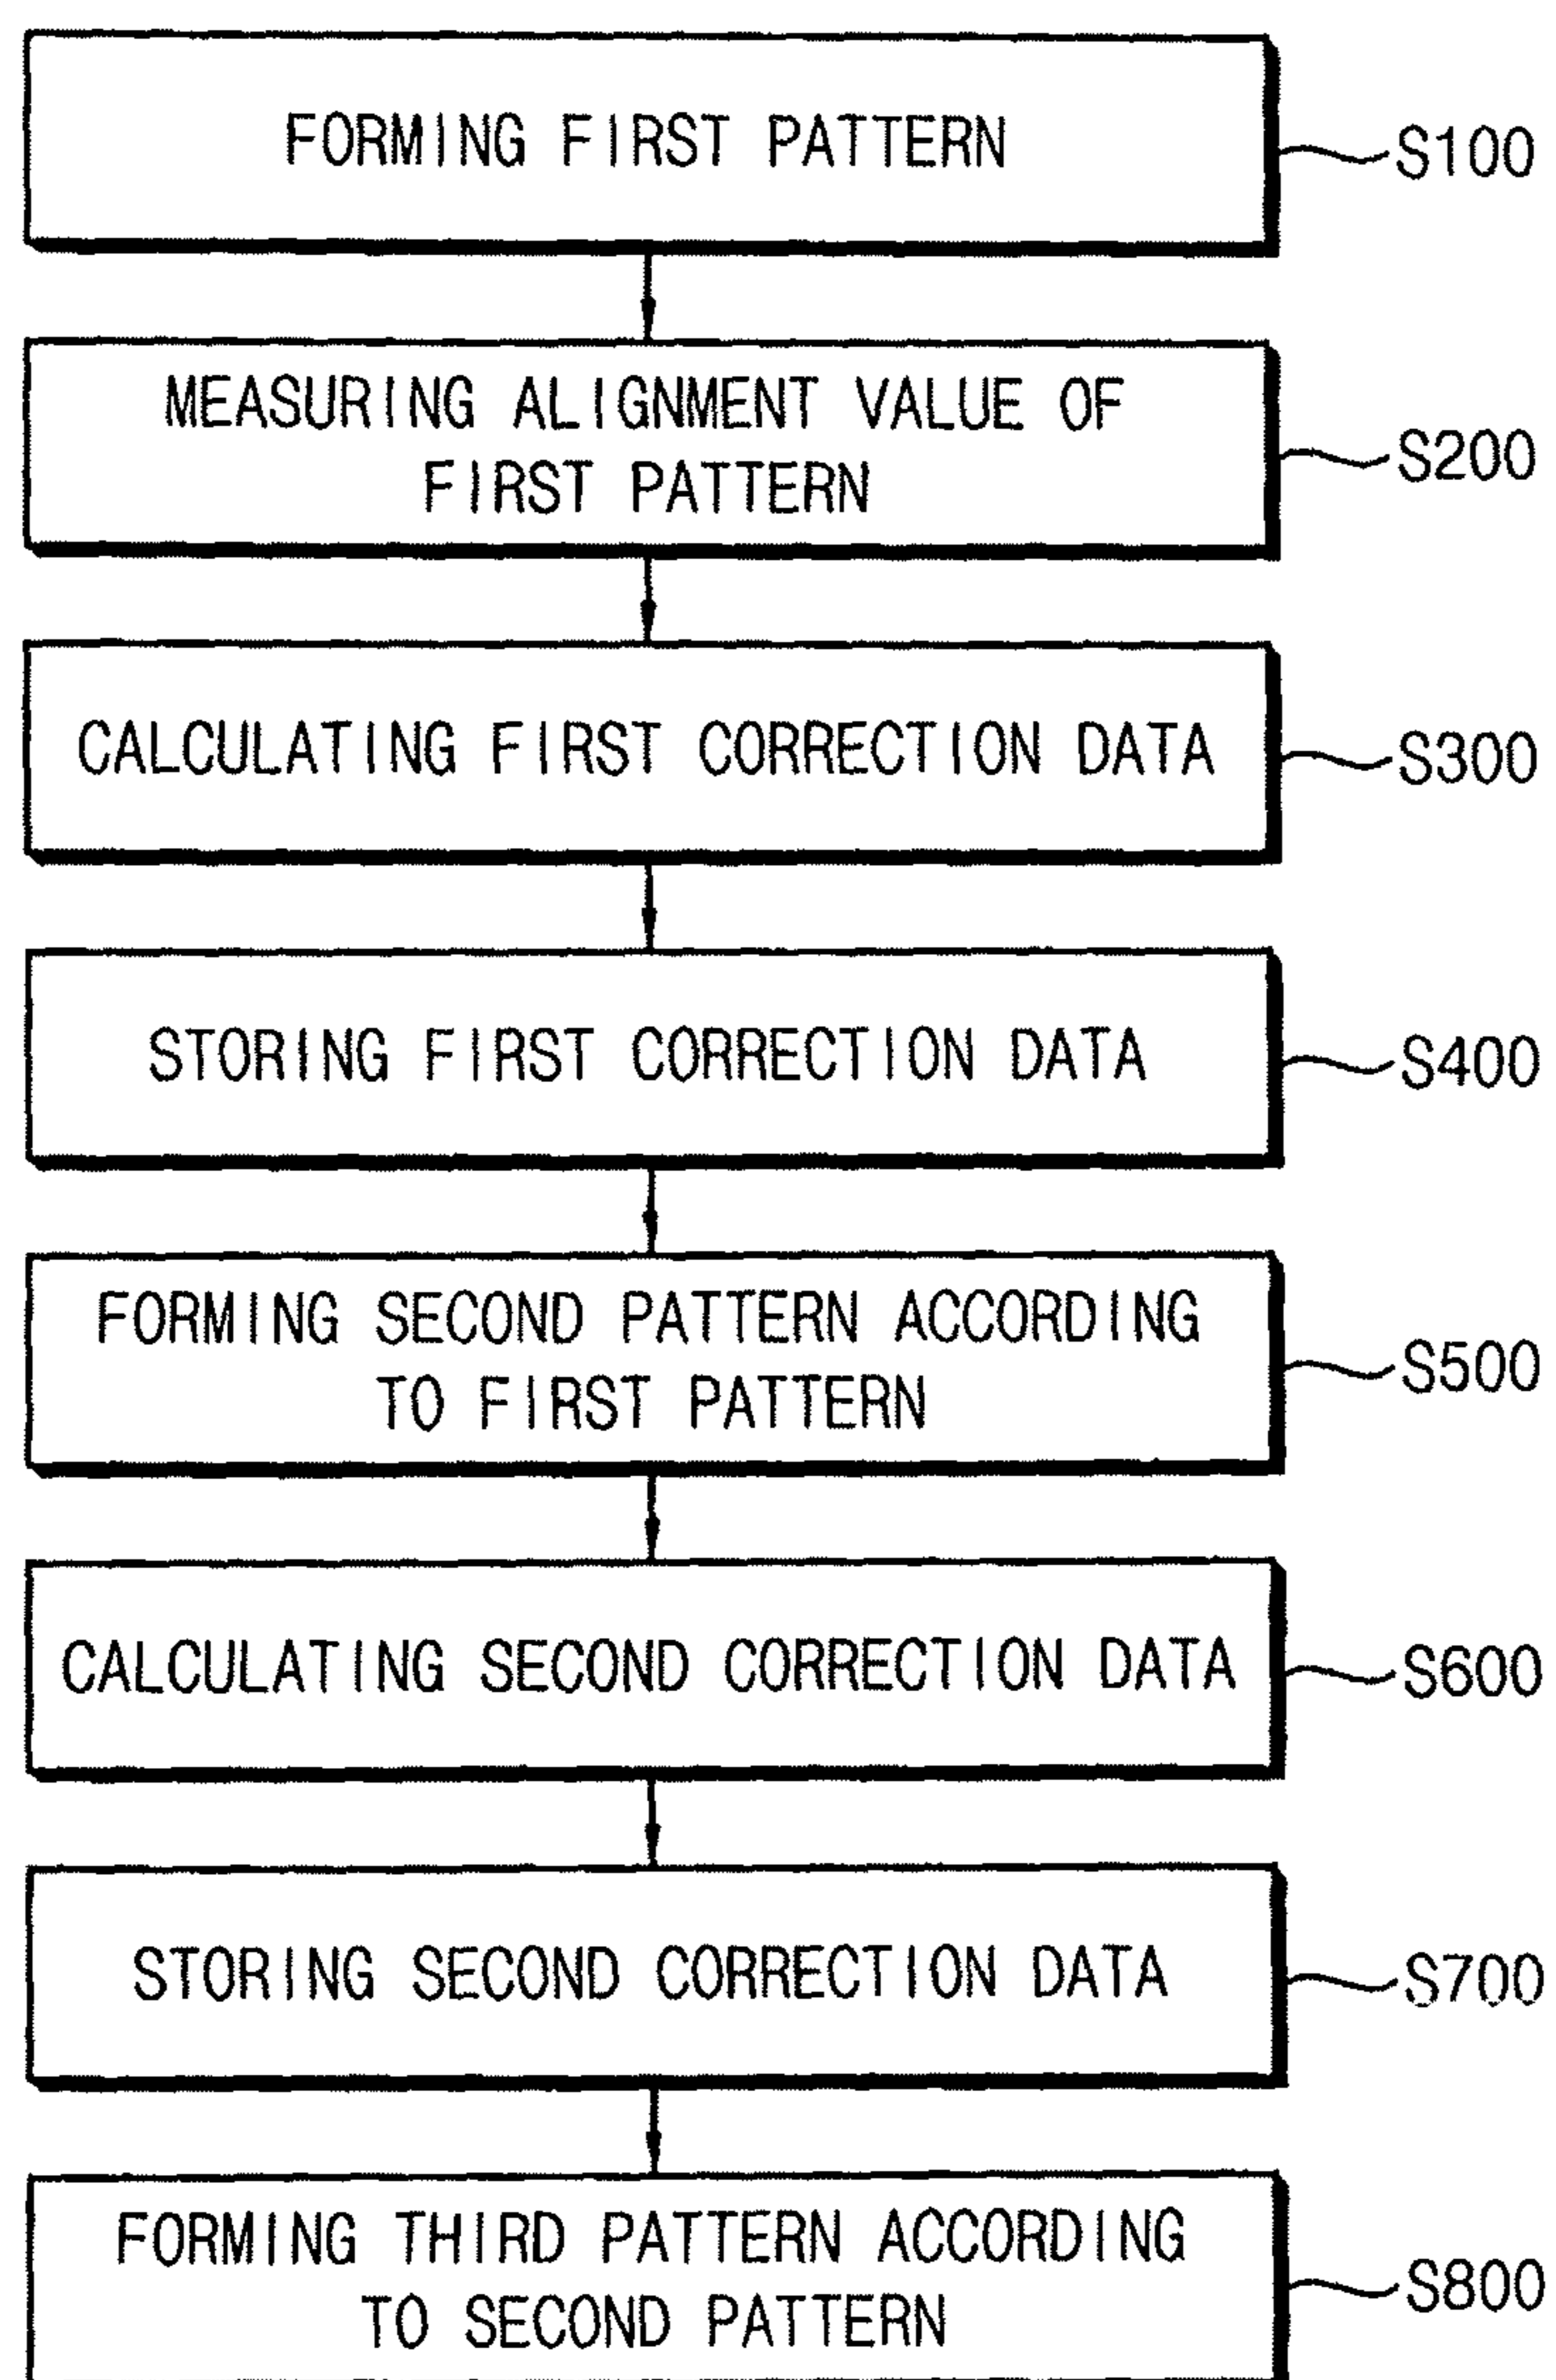 FORMING FIRST PATTERN
S100
MEASURING ALIGNMENT VALUE OF
FIRST PATTERN
S200
CALCULATING FIRST CORRECTION DATA
S300
STORING FIRST CORRECTION DATA
S400
FORMING SECOND PATTERN ACCORDING
TO FIRST PATTERN
S500
CALCULATING SECOND CORRECTION DATA
S600
STORING SECOND CORRECTION DATA
S700
FORMING THIRD PATTERN ACCORDING
TO SECOND PATTERN
S800